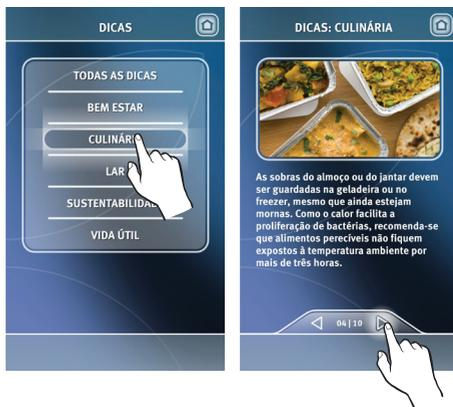 DICAS
TODAS AS DICAS
BEM ESTAR
CULINÁRIA
LAR
SUSTENTABILIDA
VIDA ÚTIL
DICAS: CULINÁRIA
As sobras do almoço ou do jantar devem
ser guardadas na geladeira ou no
freezer, mesmo que ainda estejam
mornas. Como o calor facilita a
proliferação de bactérias, recomenda-se
que alimentos perecíveis não fiquem
expostos à temperatura ambiente por
mais de três horas.
04|10